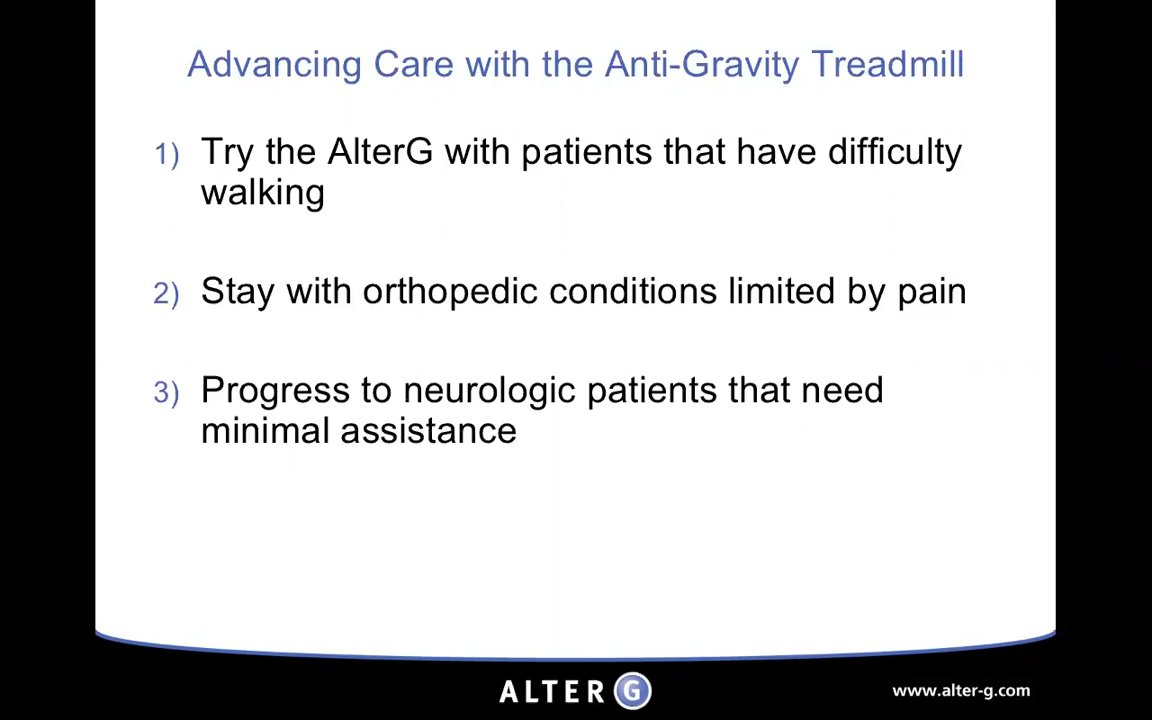 Advancing Care with the Anti-Gravity Treadmill
1) Try the AlterG with patients that have difficulty
walking
2) Stay with orthopedic conditions limited by pain
3) Progress to neurologic patients that need
minimal assistance
ALTER G
www.alter-g.com